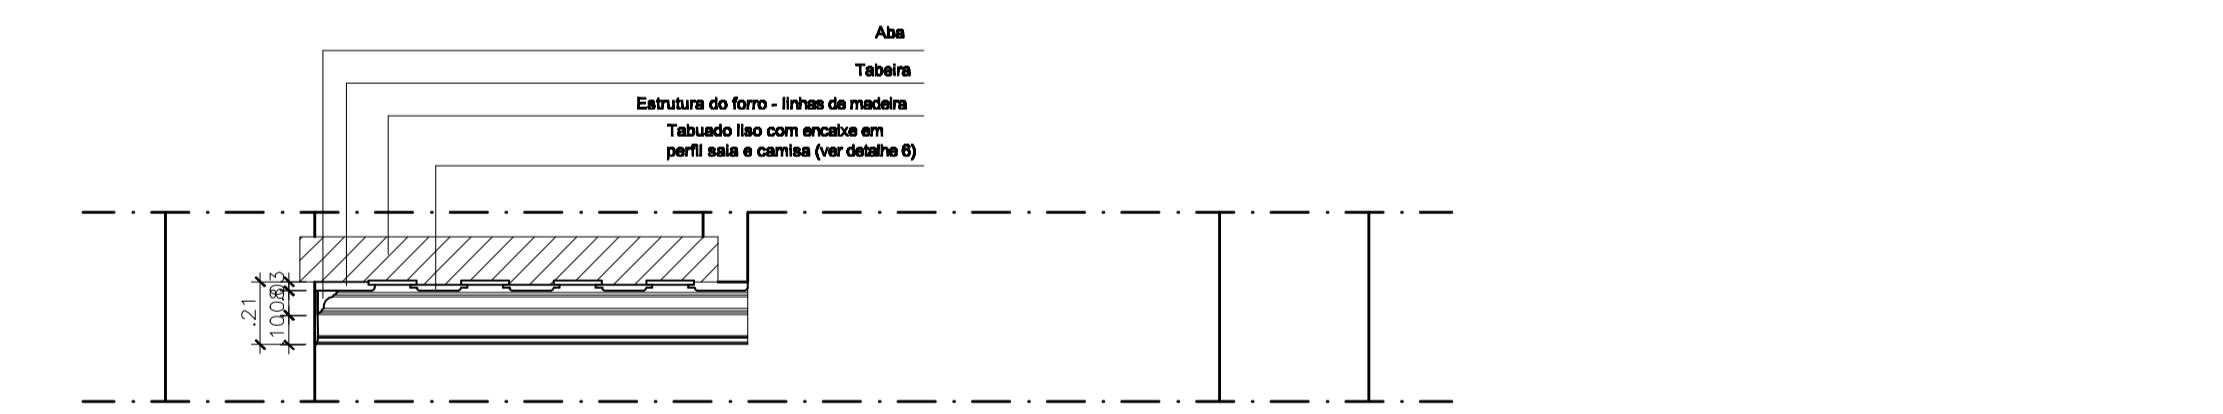 Aba
Tabeira
Estrutura do forro - linhas de madeira
Tabuado liso com encaixe em
perfil saia e camisa (ver detalhe 6)
.21